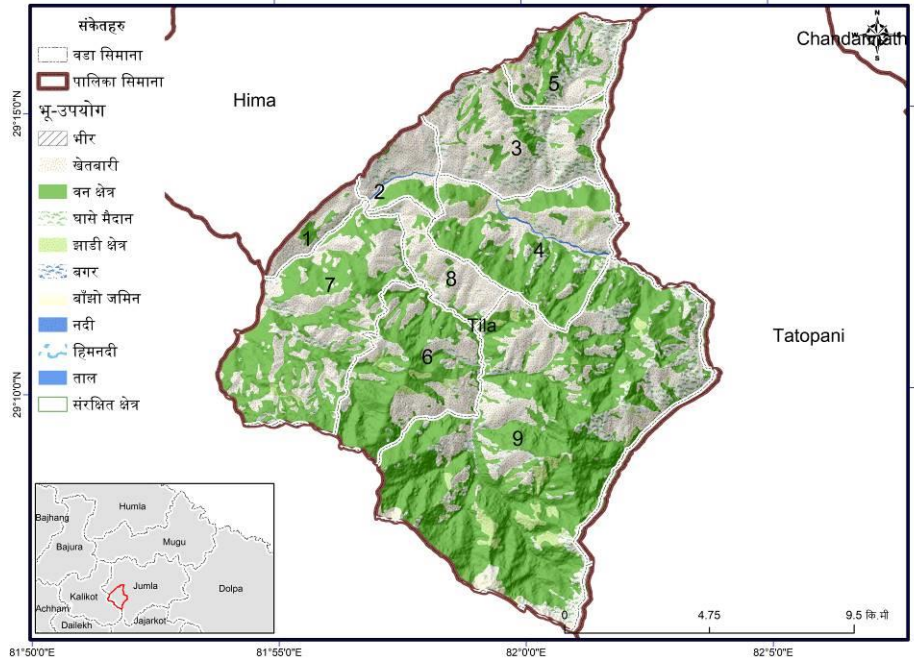 संकेतहरु
वडा सिमाना
पालिका सिमाना
भू-उपयोग
भीर
खेतबारी
वन क्षेत्र
घासे मैदान
झाडी क्षेत्र
बगर
बाँझो जमिन
नदी
हिमनदी
ताल
संरक्षित क्षेत्र
Hima
Chandannath
N
W
E
S
5
3
2
1
4
7
8
Tila
6
9
Tatopani
29°15'0"N
29°10'0"N
Humla
Bajhang
Mugu
Bajura
Jumla
Dolpa
Kalikot
Achham
Jajarkot
Dailekh
0 4.75 9.5 कि.मी
81°50'0"E 81°55'0"E 82°0'0"E 82°5'0"E